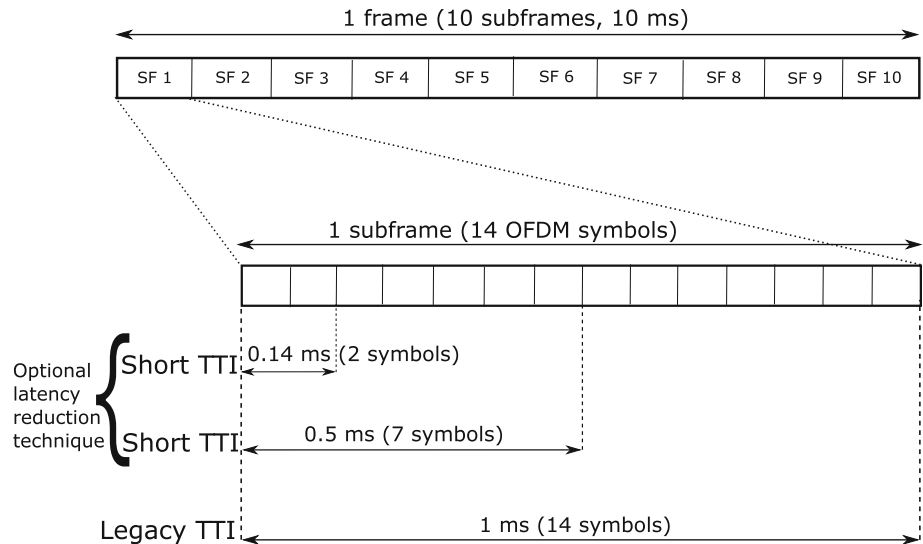 1 frame (10 subframes, 10 ms)
SF 1 SF 2 SF 3 SF 4 SF 5 SF 6 SF 7 SF 8 SF 9 SF 10
1 subframe (14 OFDM symbols)
Optional
latency
reduction
technique
Short TTI
0.14 ms (2 symbols)
Short TTI
0.5 ms (7 symbols)
Legacy TTI
1 ms (14 symbols)